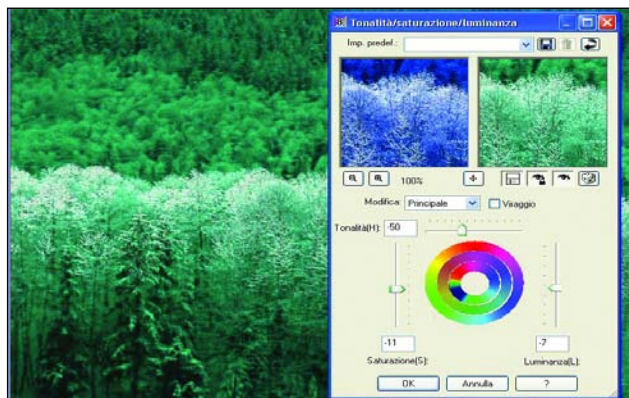 Tonalità/saturazione/luminanza
Imp. predef.:
100%
Modifica: Principale Viraggio
Tonalità(H): -50
-11 -7
Saturazione(S): Luminanza(L):
OK Annulla ?